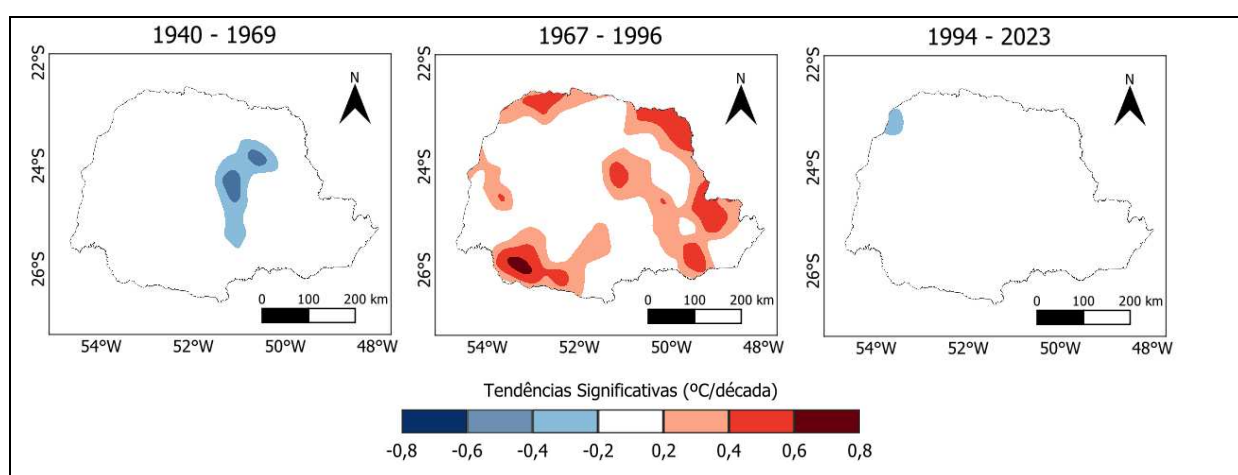 1940 - 1969
22°S
24°S
26°S
N
0 100 200 km
54°W 52°W 50°W 48°W
1967 - 1996
22°S
24°S
26°S
N
0 100 200 km
54°W 52°W 50°W 48°W
1994 - 2023
22°S
24°S
26°S
N
0 100 200 km
54°W 52°W 50°W 48°W
Tendências Significativas (ºC/década)
-0,8 -0,6 -0,4 -0,2 0,2 0,4 0,6 0,8